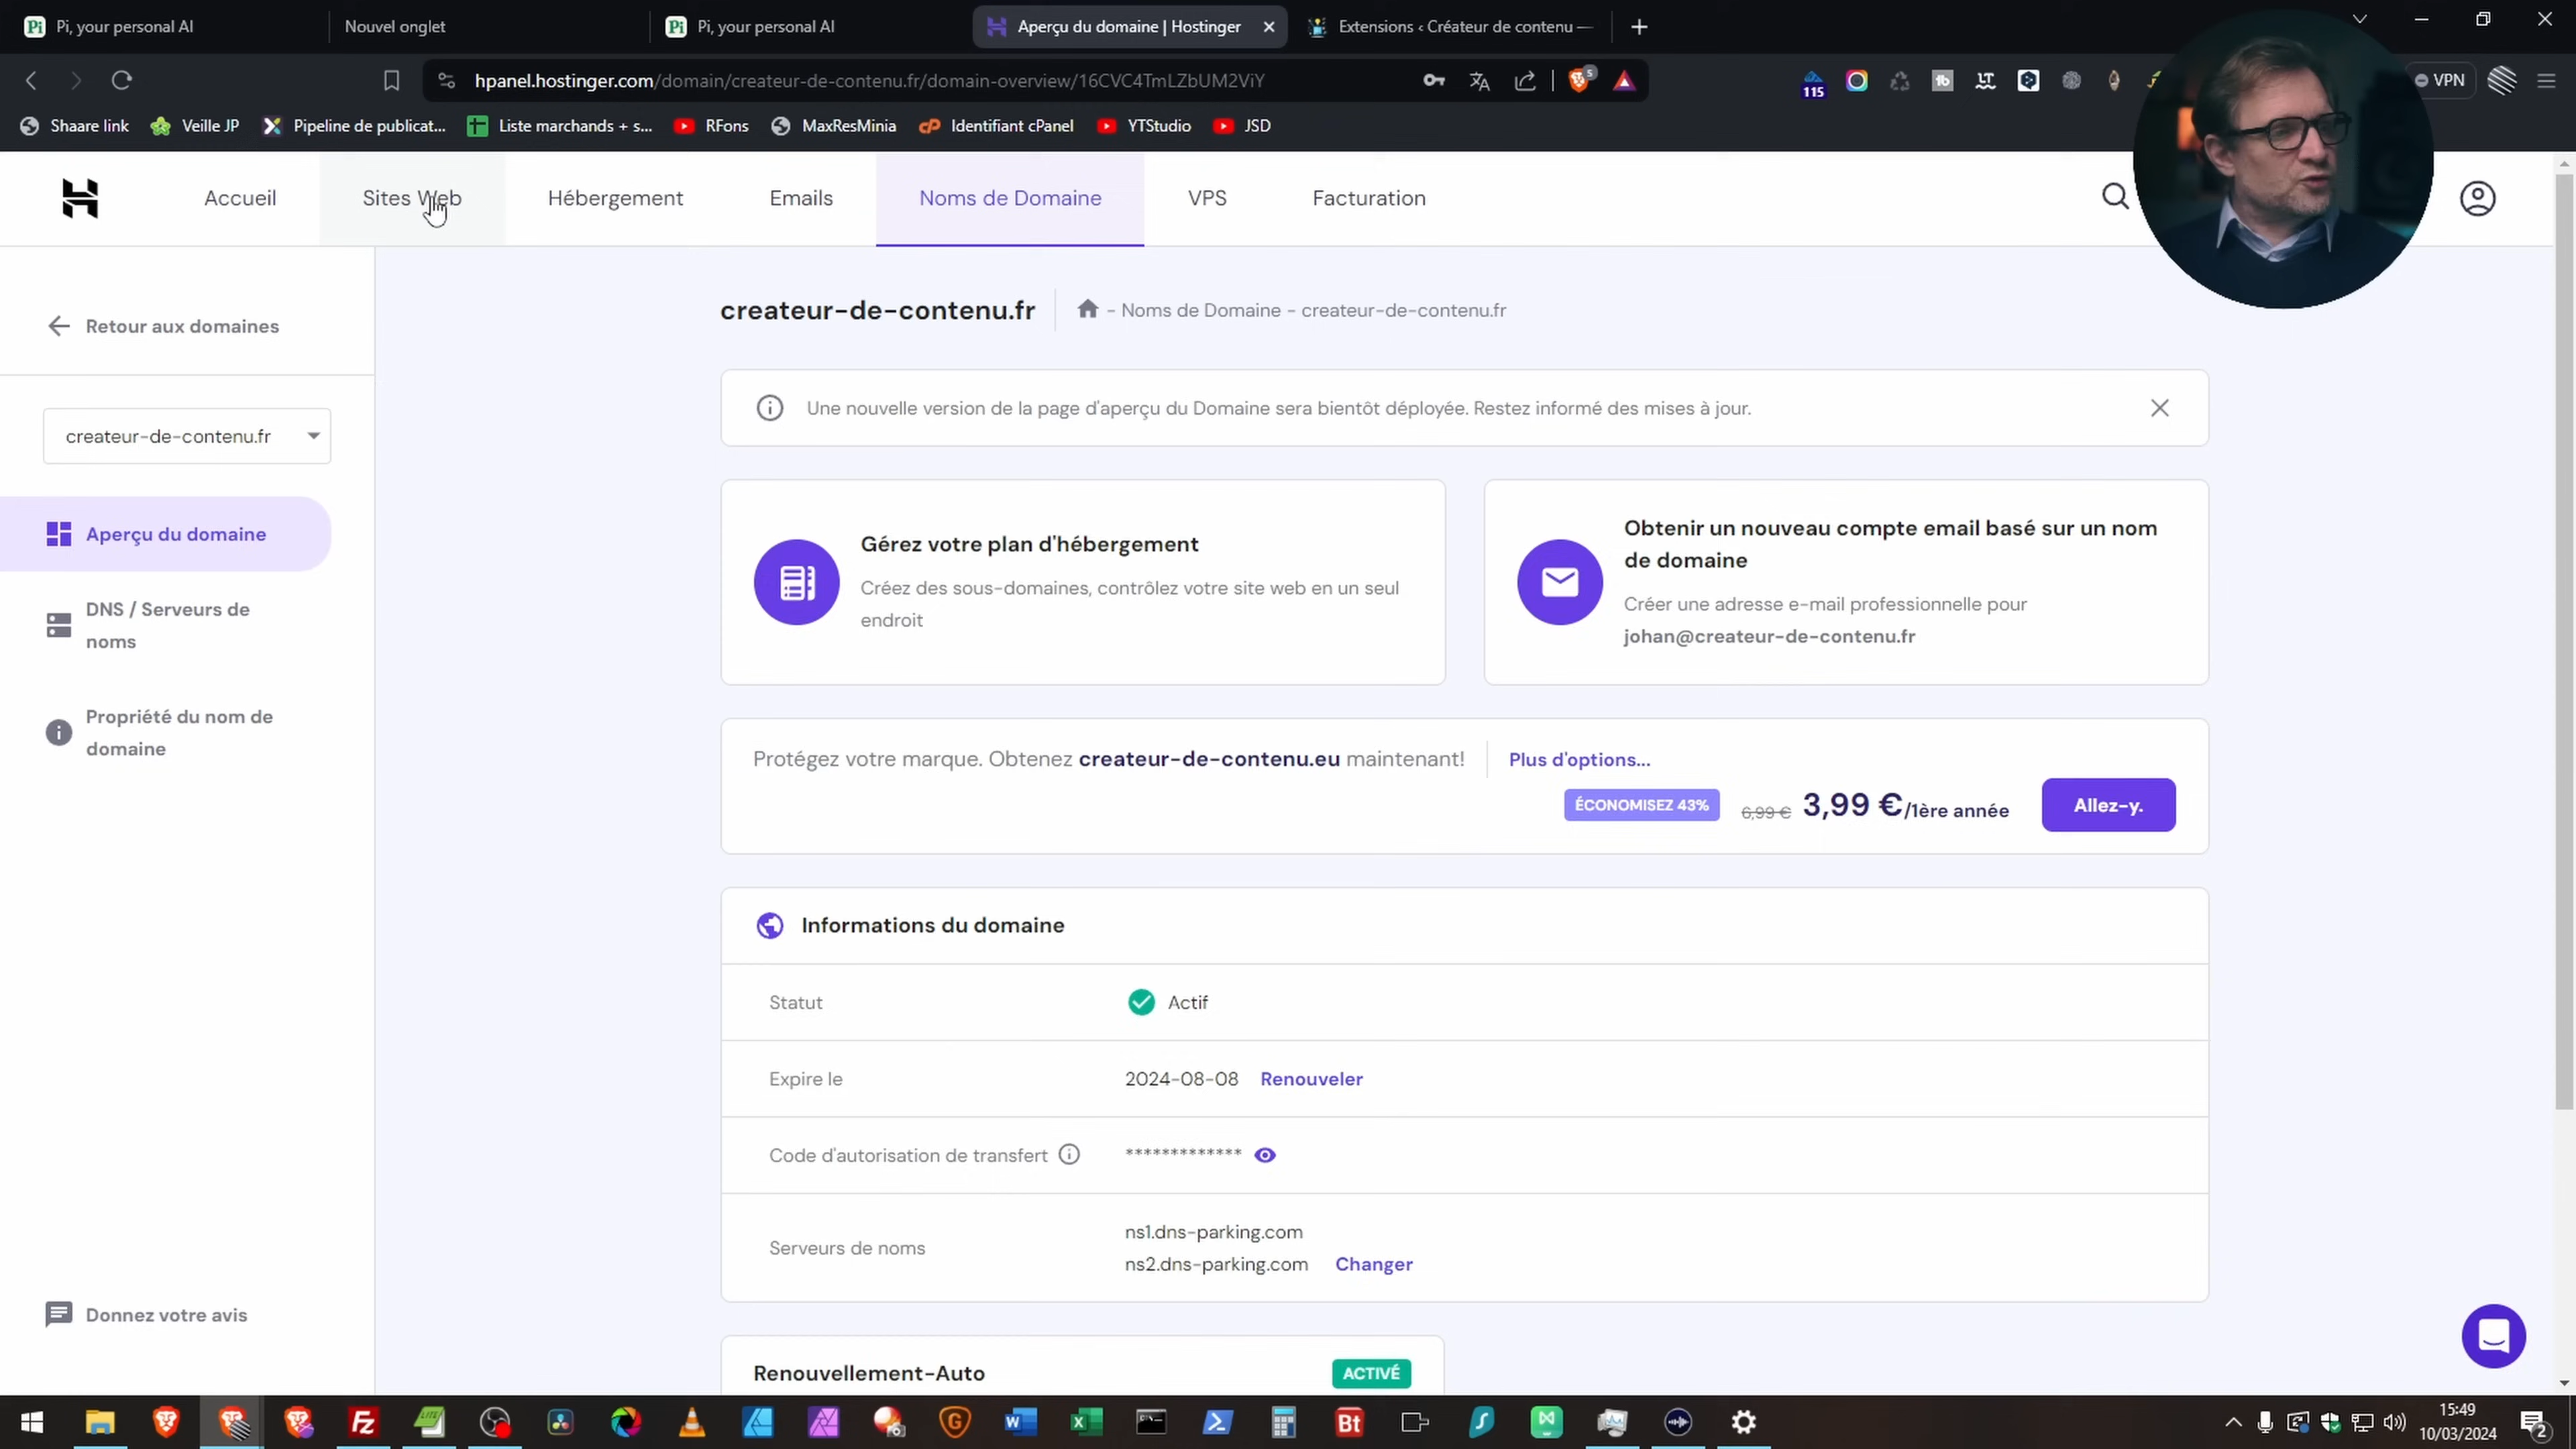 Pi, your personal AI
Nouvel onglet
Pi, your personal AI
Aperçu du domaine | Hostinger
Extensions ‹ Créateur de contenu —
hpanel.hostinger.com/domain/createur-de-contenu.fr/domain-overview/16CVC4TmLZbUM2ViY
5
115
VPN
Shaare link
Veille JP
Pipeline de publicat...
Liste marchands + s...
RFons
MaxResMinia
Identifiant cPanel
YTStudio
JSD
Accueil
Sites Web
Hébergement
Emails
Noms de Domaine
VPS
Facturation
Retour aux domaines
createur-de-contenu.fr
Aperçu du domaine
DNS / Serveurs de
noms
Propriété du nom de
domaine
Donnez votre avis
createur-de-contenu.fr
- Noms de Domaine - createur-de-contenu.fr
Une nouvelle version de la page d'aperçu du Domaine sera bientôt déployée. Restez informé des mises à jour.
Gérez votre plan d'hébergement
Créez des sous-domaines, contrôlez votre site web en un seul
endroit
Obtenir un nouveau compte email basé sur un nom
de domaine
Créer une adresse e-mail professionnelle pour
johan@createur-de-contenu.fr
Protégez votre marque. Obtenez createur-de-contenu.eu maintenant!
Plus d'options...
ÉCONOMISEZ 43%
6,99 €
3,99 €/1ère année
Allez-y.
Informations du domaine
Statut
Actif
Expire le
2024-08-08
Renouveler
Code d'autorisation de transfert
*************
Serveurs de noms
ns1.dns-parking.com
ns2.dns-parking.com
Changer
Renouvellement-Auto
ACTIVÉ
15:49
10/03/2024
2